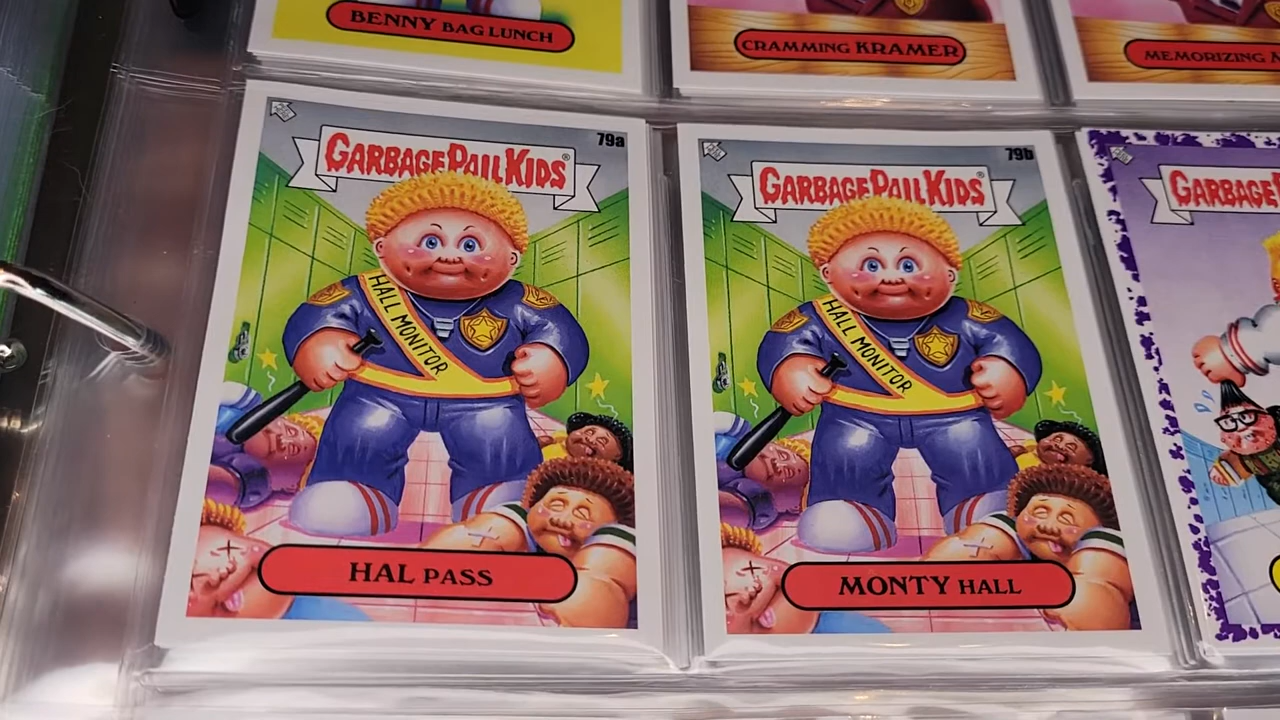 BENNY BAG LUNCH
CRAMMING KRAMER
MEMORIZING
79a
GARBAGE PAIL KIDS®
HALL MONITOR
HAL PASS
79b
GARBAGE PAIL KIDS®
HALL MONITOR
MONTY HALL
GARBAGE